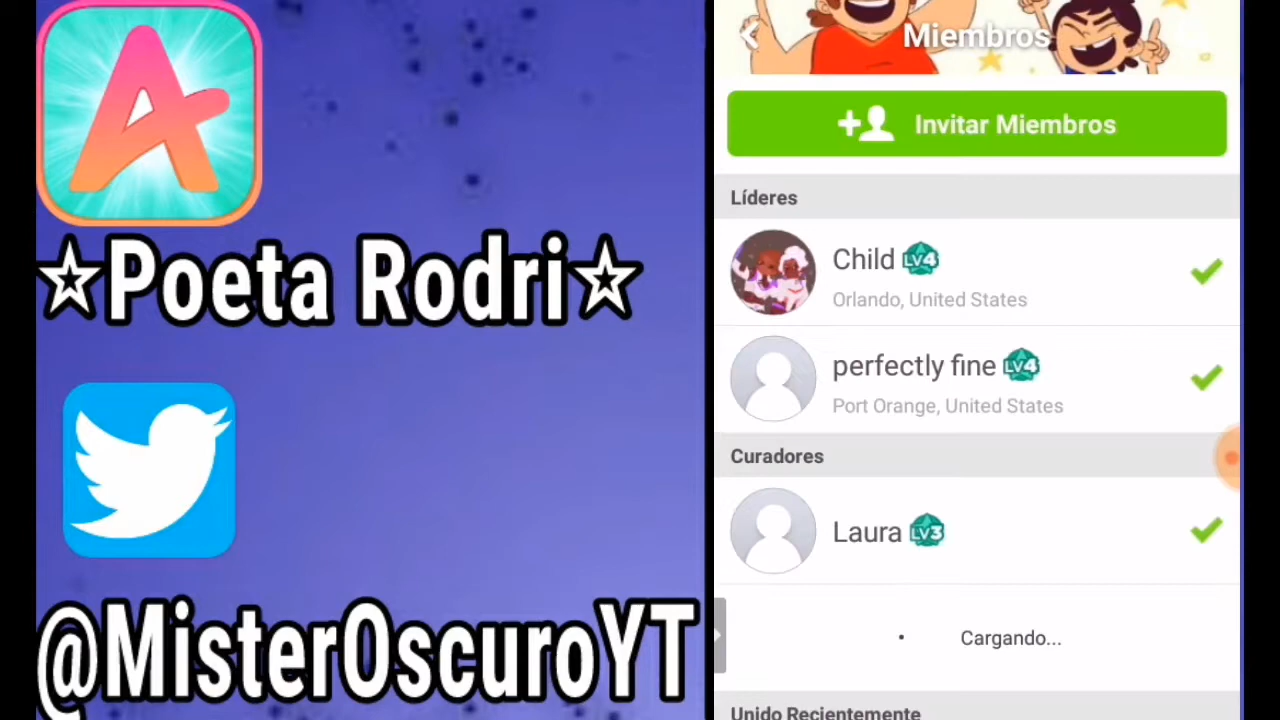 ☆Poeta Rodri☆
@MisterOscuroYT
Miembros
Invitar Miembros
Líderes
Child LV4
Orlando, United States
perfectly fine LV4
Port Orange, United States
Curadores
Laura LV3
Cargando...
Unido Recientemente